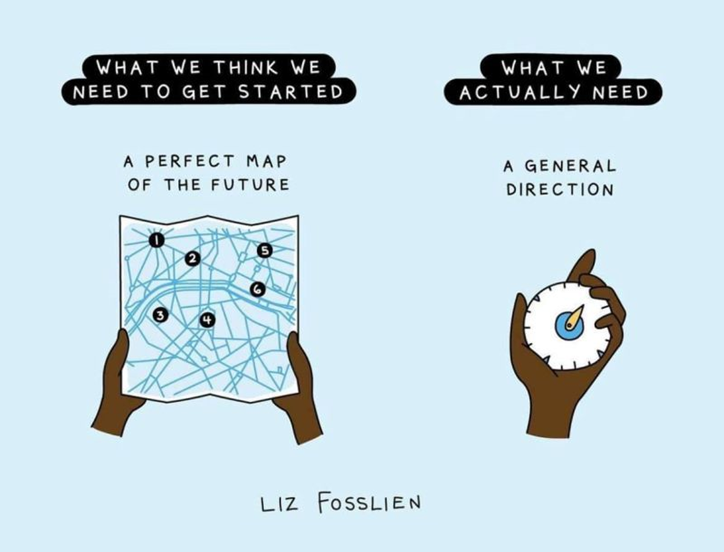 WHAT WE THINK WE
NEED TO GET STARTED
A PERFECT MAP
OF THE FUTURE
1
2
5
6
3
4
WHAT WE
ACTUALLY NEED
A GENERAL
DIRECTION
LIZ FOSSLIEN